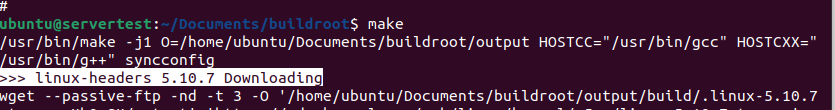 #
ubuntu@servertest:~/Documents/buildroot$ make
/usr/bin/make -j1 O=/home/ubuntu/Documents/buildroot/output HOSTCC="/usr/bin/gcc" HOSTCXX="
/usr/bin/g++" syncconfig
>>> linux-headers 5.10.7 Downloading
wget --passive-ftp -nd -t 3 -O '/home/ubuntu/Documents/buildroot/output/build/.linux-5.10.7